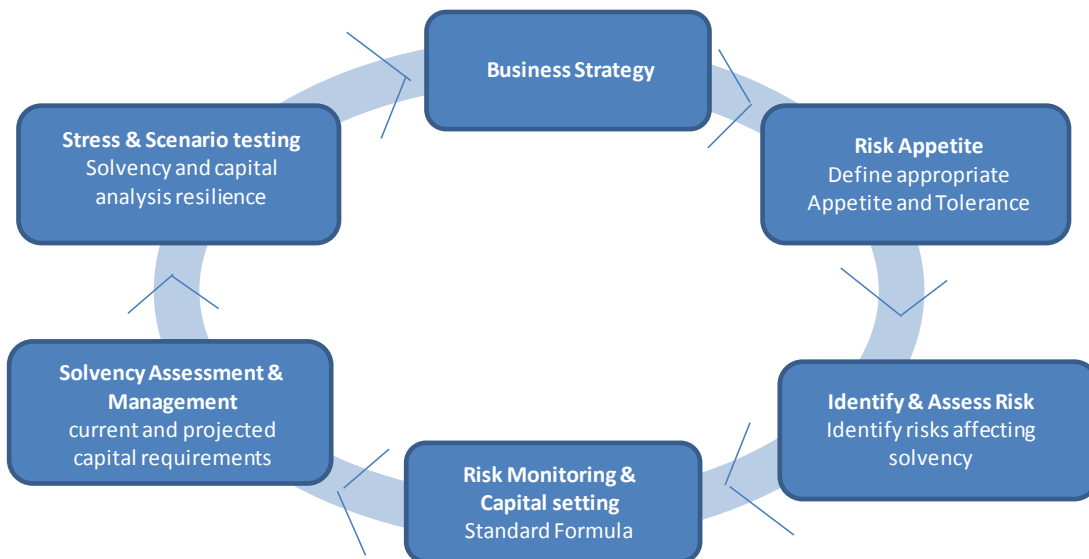 Business Strategy
Risk Appetite
Define appropriate
Appetite and Tolerance
Identify & Assess Risk
Identify risks affecting
solvency
Risk Monitoring &
Capital setting
Standard Formula
Solvency Assessment &
Management
current and projected
capital requirements
Stress & Scenario testing
Solvency and capital
analysis resilience